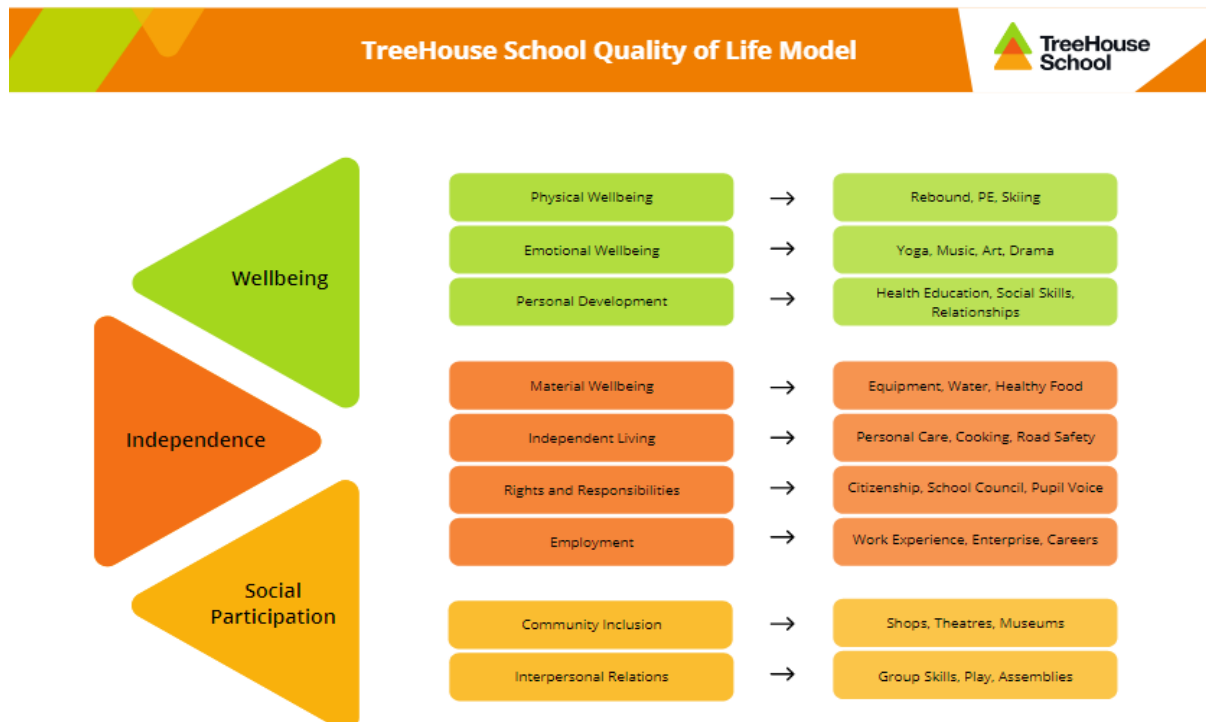 TreeHouse School Quality of Life Model
TreeHouse
School
Wellbeing
Physical Wellbeing → Rebound, PE, Skiing
Emotional Wellbeing → Yoga, Music, Art, Drama
Personal Development → Health Education, Social Skills,
Relationships
Independence
Material Wellbeing → Equipment, Water, Healthy Food
Independent Living → Personal Care, Cooking, Road Safety
Rights and Responsibilities → Citizenship, School Council, Pupil Voice
Employment → Work Experience, Enterprise, Careers
Social
Participation
Community Inclusion → Shops, Theatres, Museums
Interpersonal Relations → Group Skills, Play, Assemblies